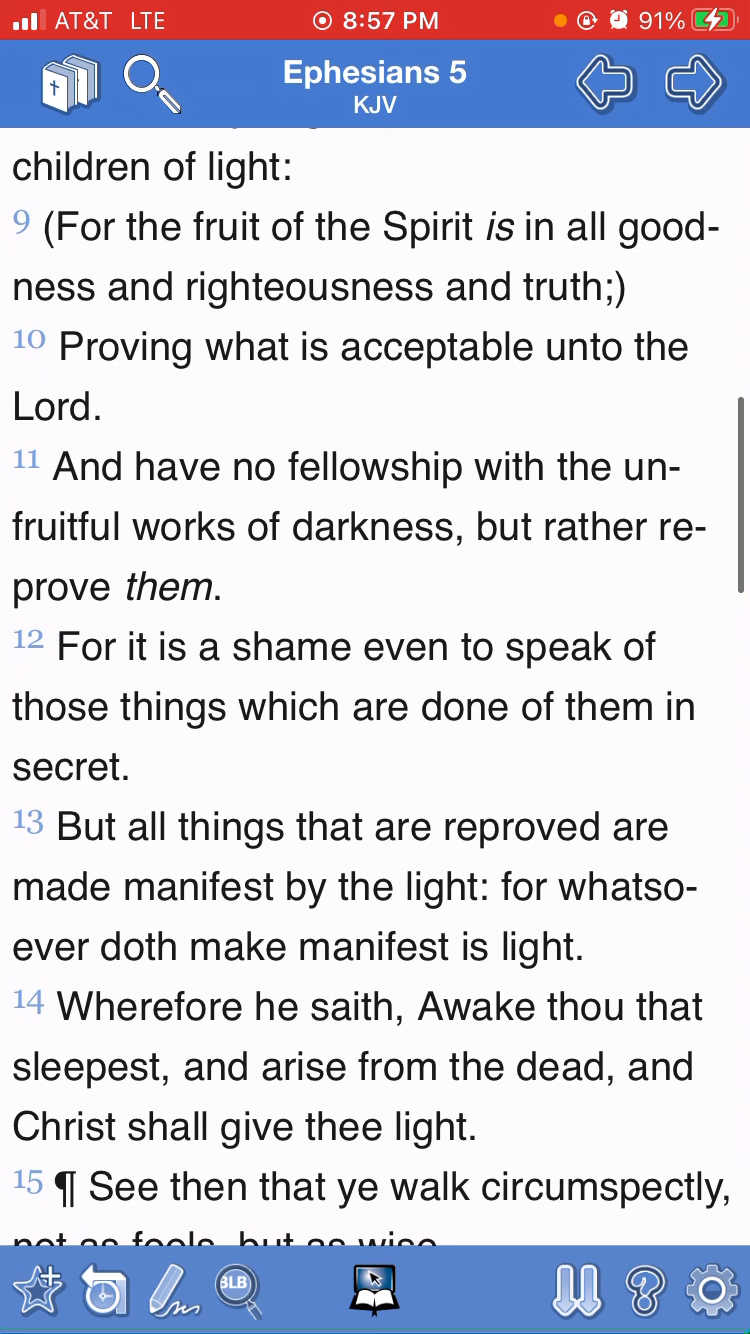 AT&T LTE 8:57 PM 91%
Ephesians 5
KJV
children of light:
9 (For the fruit of the Spirit is in all good-
ness and righteousness and truth;)
10 Proving what is acceptable unto the
Lord.
11 And have no fellowship with the un-
fruitful works of darkness, but rather re-
prove them.
12 For it is a shame even to speak of
those things which are done of them in
secret.
13 But all things that are reproved are
made manifest by the light: for whatso-
ever doth make manifest is light.
14 Wherefore he saith, Awake thou that
sleepest, and arise from the dead, and
Christ shall give thee light.
15 ¶ See then that ye walk circumspectly,
not as fools, but as wise
BLB